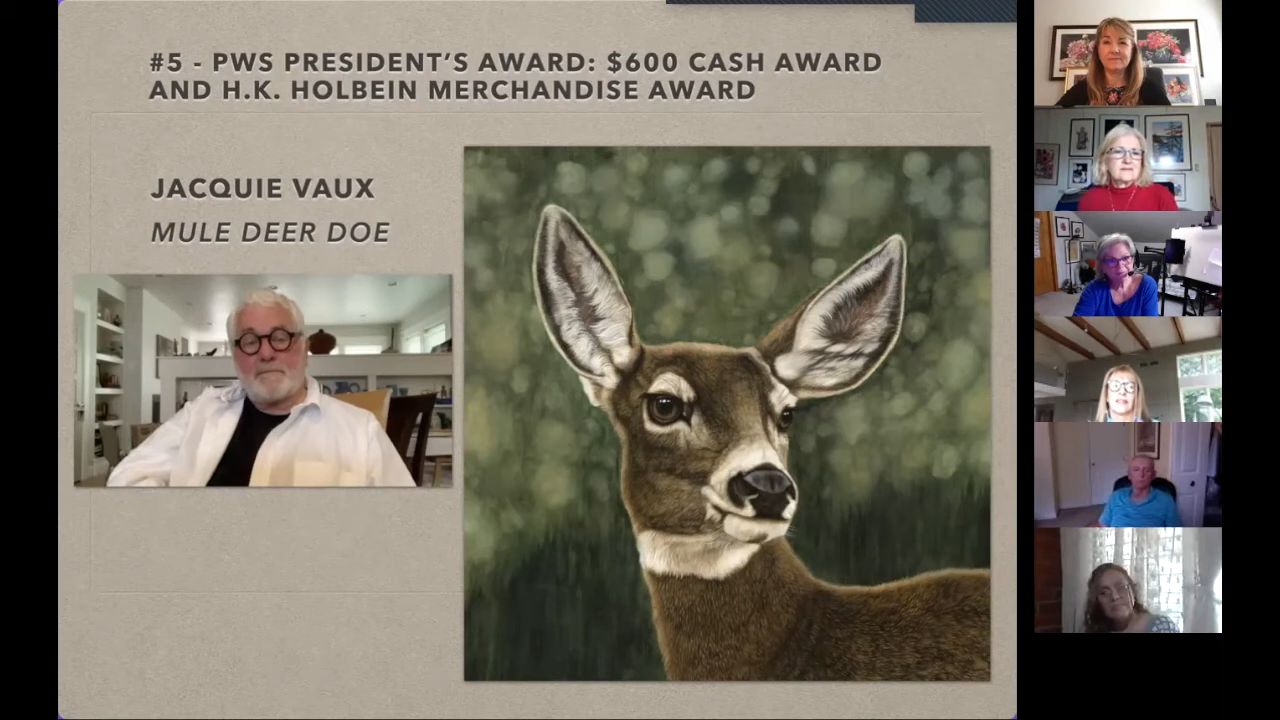 #5 - PWS PRESIDENT’S AWARD: $600 CASH AWARD
AND H.K. HOLBEIN MERCHANDISE AWARD
JACQUIE VAUX
MULE DEER DOE